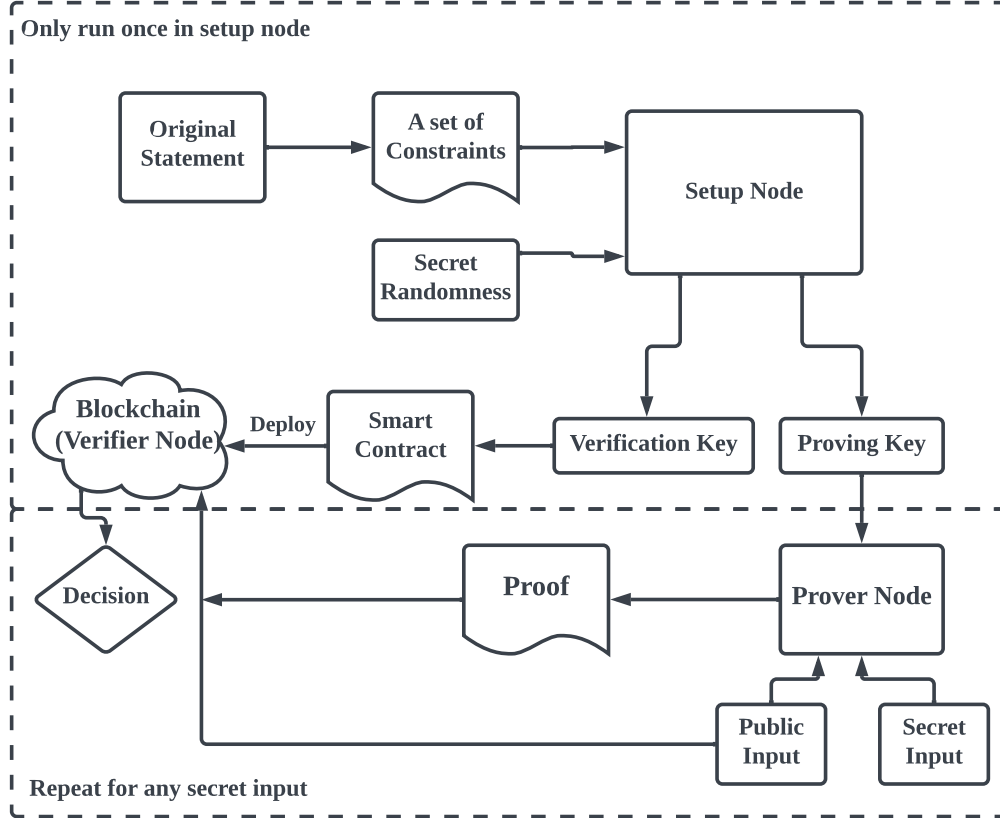 Only run once in setup node
Original
Statement
A set of
Constraints
Setup Node
Secret
Randomness
Blockchain
(Verifier Node)
Deploy
Smart
Contract
Verification Key
Proving Key
Decision
Proof
Prover Node
Public
Input
Secret
Input
Repeat for any secret input